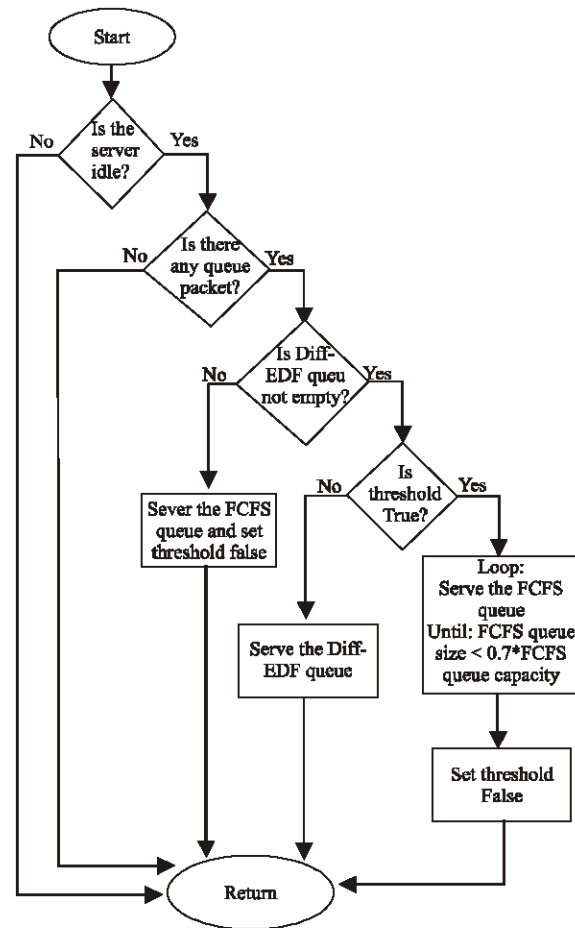 Start
Is the
server
idle?
No
Yes
Is there
any queue
packet?
No
Yes
Is Diff-
EDF queu
not empty?
No
Yes
Is
threshold
True?
No
Yes
Sever the FCFS
queue and set
threshold false
Loop:
Serve the FCFS
queue
Until: FCFS queue
size < 0.7*FCFS
queue capacity
Serve the Diff-
EDF queue
Set threshold
False
Return